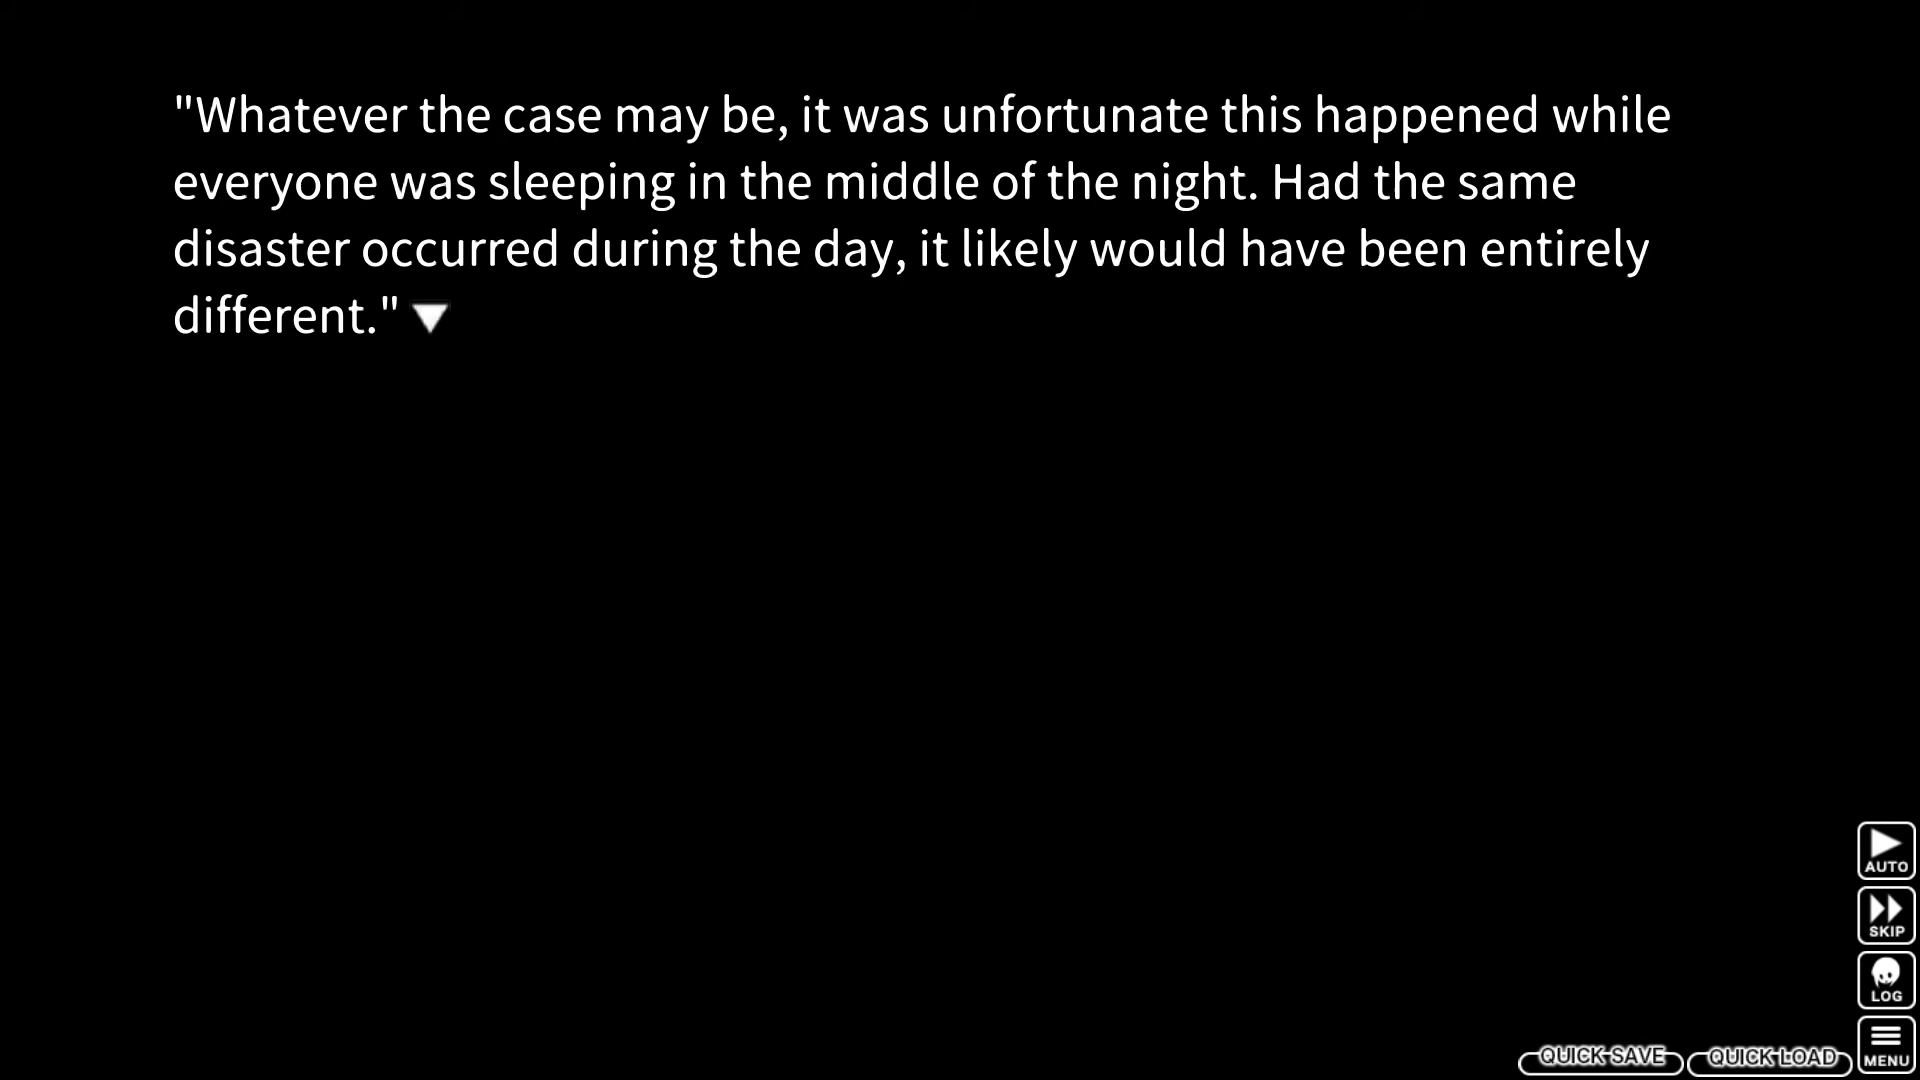 "Whatever the case may be, it was unfortunate this happened while
everyone was sleeping in the middle of the night. Had the same
disaster occurred during the day, it likely would have been entirely
different."
AUTO
SKIP
LOG
MENU
QUICK SAVE
QUICK LOAD